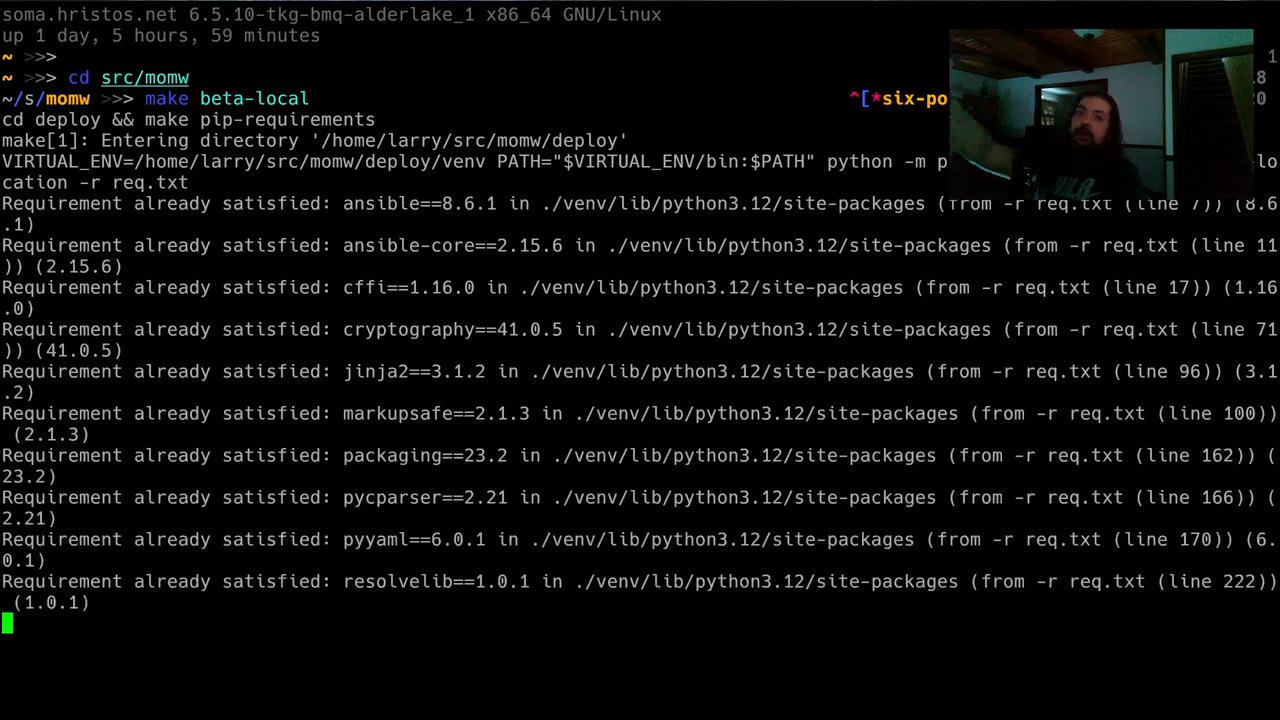 soma.hristos.net 6.5.10-tkg-bmq-alderlake_1 x86_64 GNU/Linux
up 1 day, 5 hours, 59 minutes
~ >>>
~ >>> cd src/momw
~/s/momw >>> make beta-local ^[*six-po
cd deploy && make pip-requirements
make[1]: Entering directory '/home/larry/src/momw/deploy'
VIRTUAL_ENV=/home/larry/src/momw/deploy/venv PATH="$VIRTUAL_ENV/bin:$PATH" python -m p
cation -r req.txt
Requirement already satisfied: ansible==8.6.1 in ./venv/lib/python3.12/site-packages (from -r req.txt (line 7)) (8.6
.1)
Requirement already satisfied: ansible-core==2.15.6 in ./venv/lib/python3.12/site-packages (from -r req.txt (line 11
)) (2.15.6)
Requirement already satisfied: cffi==1.16.0 in ./venv/lib/python3.12/site-packages (from -r req.txt (line 17)) (1.16
.0)
Requirement already satisfied: cryptography==41.0.5 in ./venv/lib/python3.12/site-packages (from -r req.txt (line 71
)) (41.0.5)
Requirement already satisfied: jinja2==3.1.2 in ./venv/lib/python3.12/site-packages (from -r req.txt (line 96)) (3.1
.2)
Requirement already satisfied: markupsafe==2.1.3 in ./venv/lib/python3.12/site-packages (from -r req.txt (line 100))
(2.1.3)
Requirement already satisfied: packaging==23.2 in ./venv/lib/python3.12/site-packages (from -r req.txt (line 162)) (
23.2)
Requirement already satisfied: pycparser==2.21 in ./venv/lib/python3.12/site-packages (from -r req.txt (line 166)) (
2.21)
Requirement already satisfied: pyyaml==6.0.1 in ./venv/lib/python3.12/site-packages (from -r req.txt (line 170)) (6.
0.1)
Requirement already satisfied: resolvelib==1.0.1 in ./venv/lib/python3.12/site-packages (from -r req.txt (line 222))
(1.0.1)